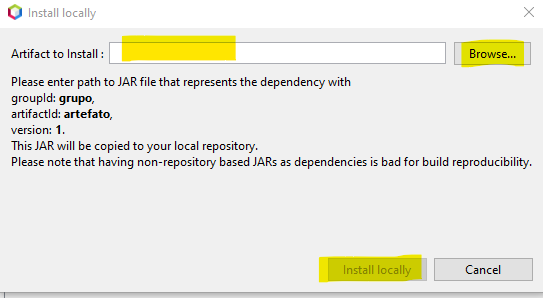 Install locally
Artifact to Install :
Browse...
Please enter path to JAR file that represents the dependency with
groupId: grupo,
artifactId: artefato,
version: 1.
This JAR will be copied to your local repository.
Please note that having non-repository based JARs as dependencies is bad for build reproducibility.
Install locally
Cancel